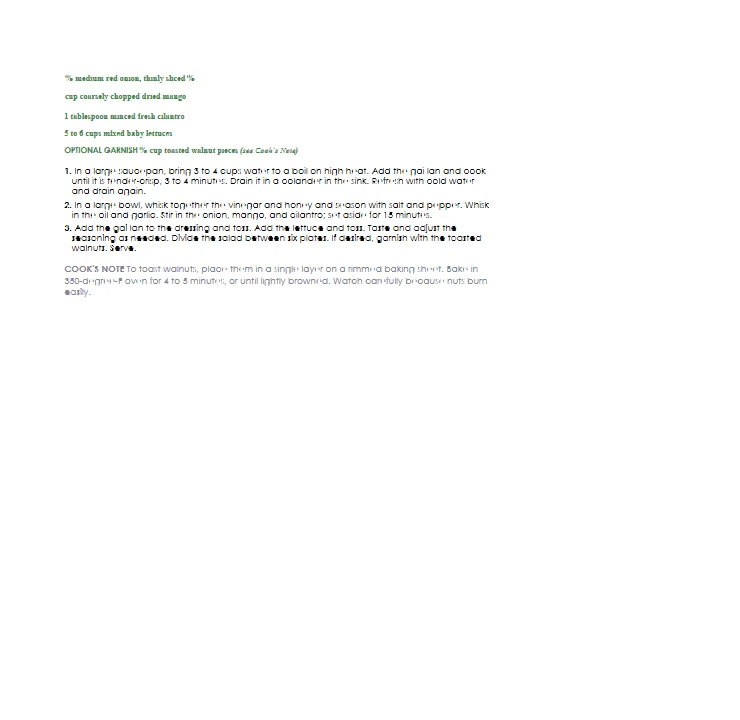 % medium red onion, thinly sliced %
cup coarsely chopped dried mango
1 tablespoon minced fresh cilantro
5 to 6 cups mixed baby lettuces
OPTIONAL GARNISH % cup toasted walnut pieces (see Cook's Note)
1. In a large saucepan, bring 3 to 4 cups water to a boil on high heat. Add the gai lan and cook
until it is tender-crisp, 3 to 4 minutes. Drain it in a colander in the sink. Refresh with cold water
and drain again.
2. In a large bowl, whisk together the vinegar and honey and season with salt and pepper. Whisk
in the oil and garlic. Stir in the onion, mango, and cilantro; set aside for 15 minutes.
3. Add the gai lan to the dressing and toss. Add the lettuce and toss. Taste and adjust the
seasoning as needed. Divide the salad between six plates. If desired, garnish with the toasted
walnuts. Serve.
COOK'S NOTE To toast walnuts, place them in a single layer on a rimmed baking sheet. Bake in
350-degree-F oven for 4 to 5 minutes, or until lightly browned. Watch carefully because nuts burn
easily.